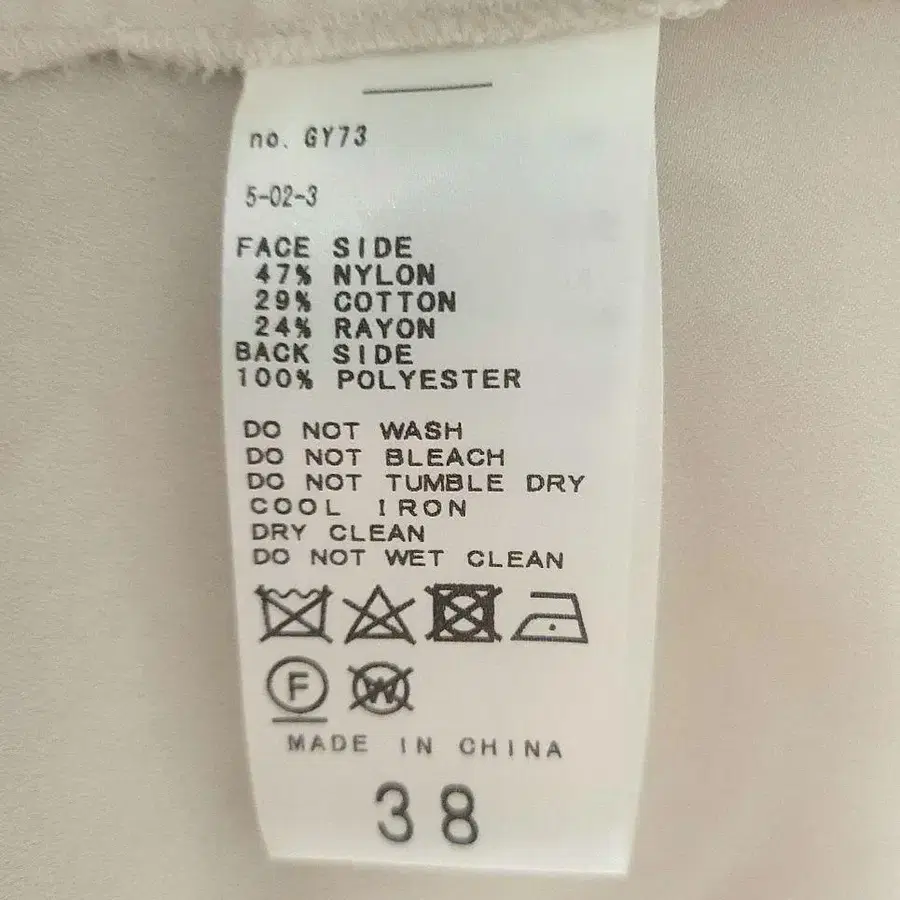 no. GY73
5-02-3
FACE SIDE
47% NYLON
29% COTTON
24% RAYON
BACK SIDE
100% POLYESTER
DO NOT WASH
DO NOT BLEACH
DO NOT TUMBLE DRY
COOL IRON
DRY CLEAN
DO NOT WET CLEAN
F W
MADE IN CHINA
38